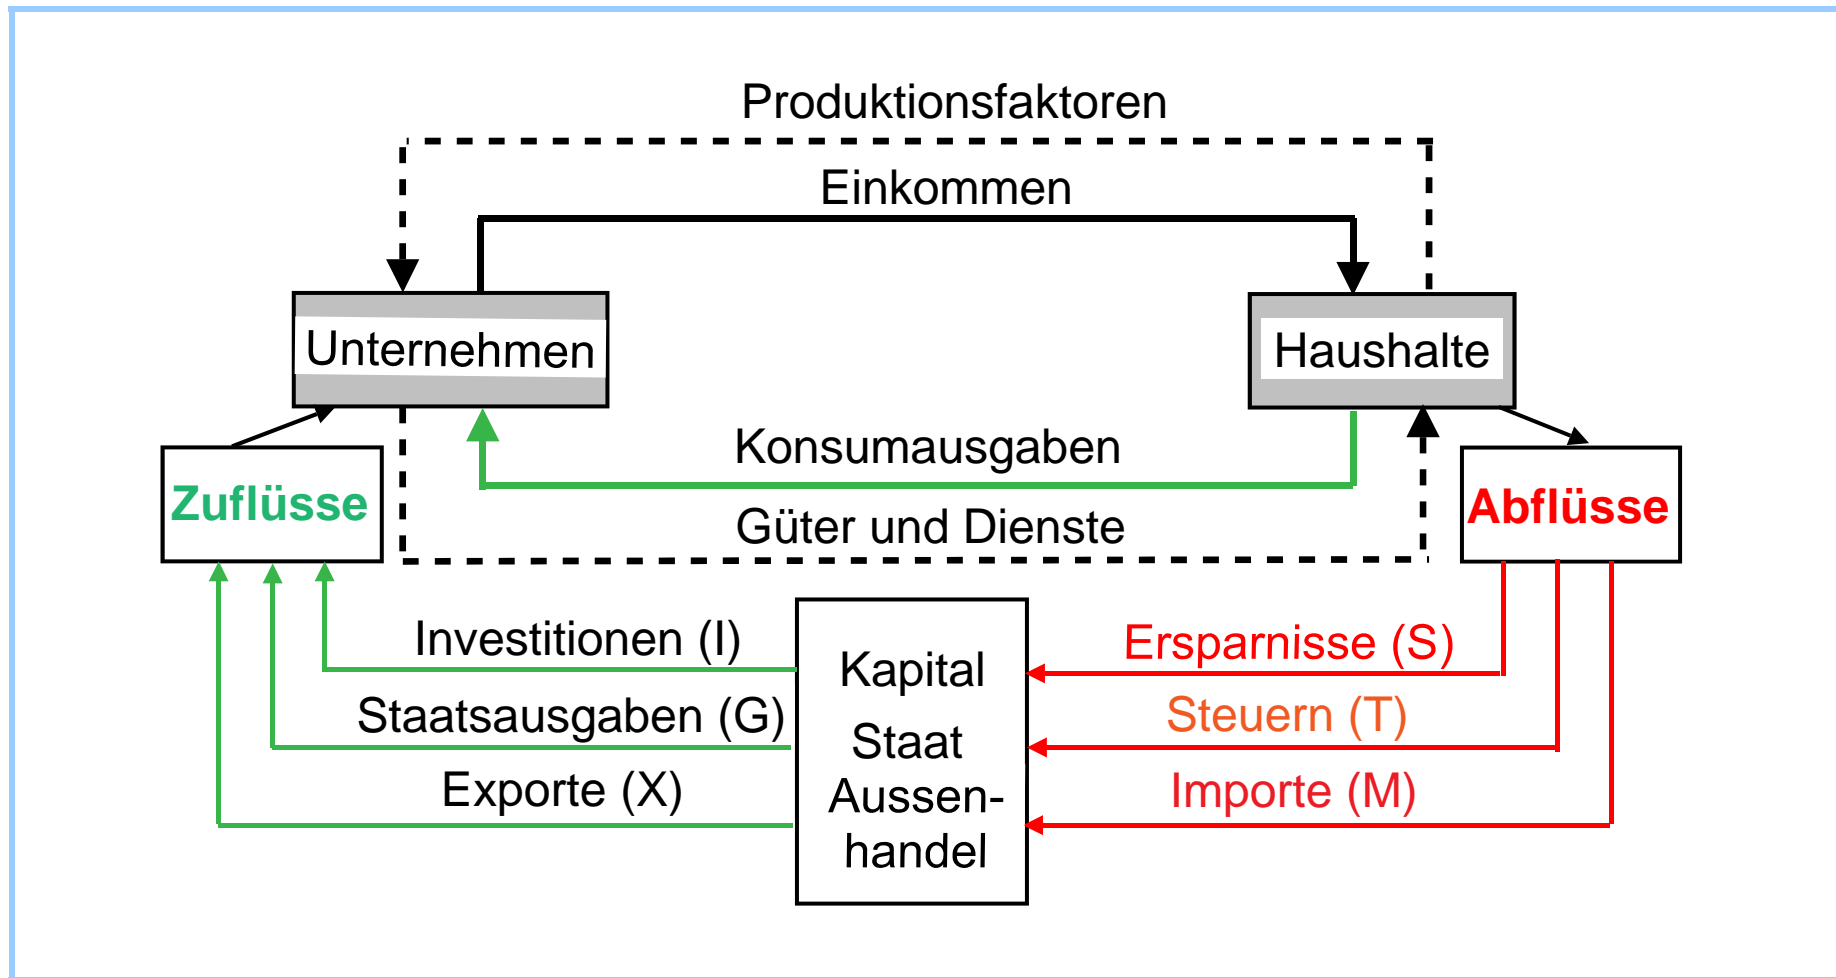 Produktionsfaktoren
Einkommen
Unternehmen
Haushalte
Konsumausgaben
Zuflüsse
Güter und Dienste
Abflüsse
Investitionen (I)
Kapital
Ersparnisse (S)
Staatsausgaben (G)
Staat
Steuern (T)
Exporte (X)
Aussen-
handel
Importe (M)